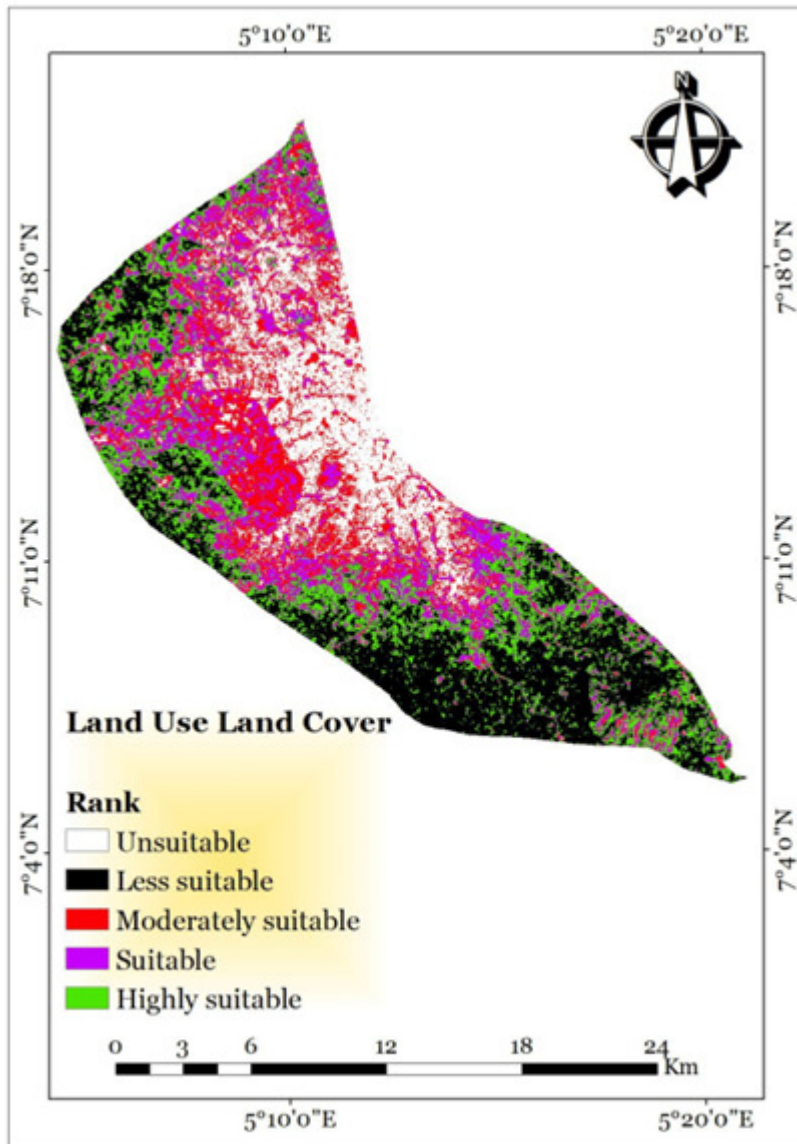 5°10'0"E 5°20'0"E
N
7°18'0"N 7°18'0"N
7°11'0"N 7°11'0"N
Land Use Land Cover
Rank
Unsuitable
7°4'0"N 7°4'0"N
Less suitable
Moderately suitable
Suitable
Highly suitable
0 3 6 12 18 24
Km
5°10'0"E 5°20'0"E